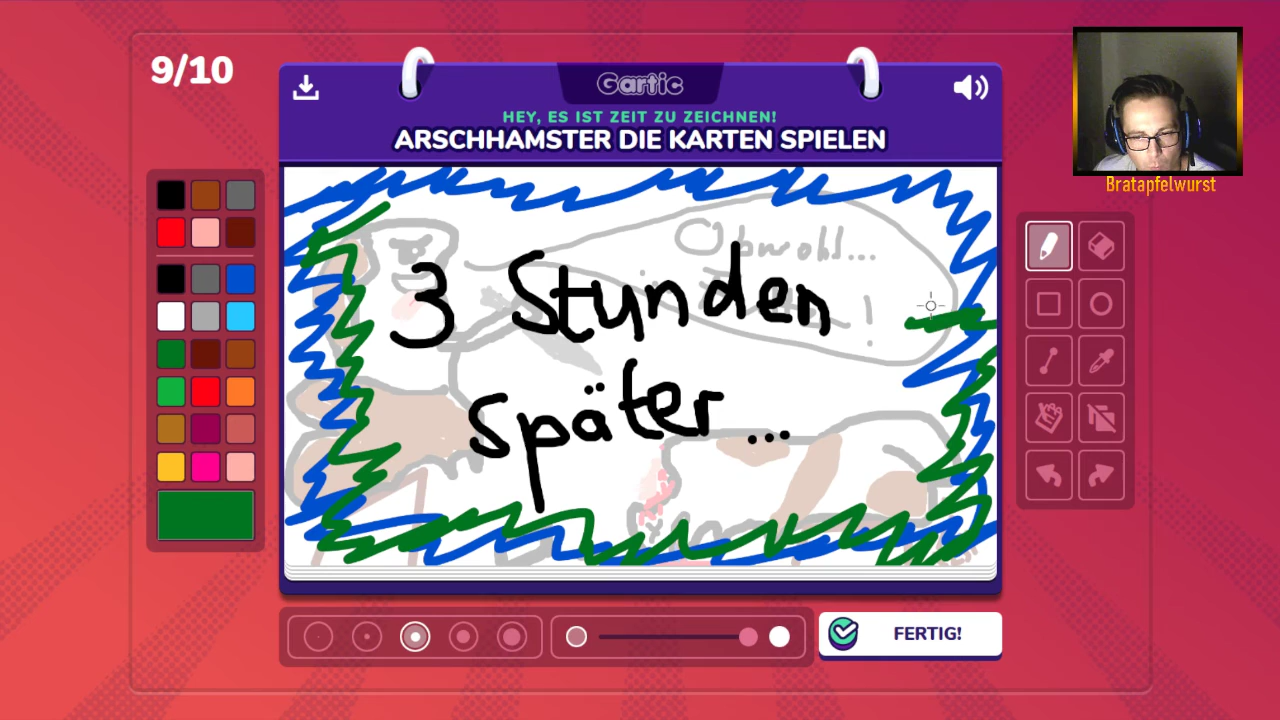 9/10
Gartic
HEY, ES IST ZEIT ZU ZEICHNEN!
ARSCHHAMSTER DIE KARTEN SPIELEN
Bratapfelwurst
Obwohl...
!
3 Stunden
später...
FERTIG!